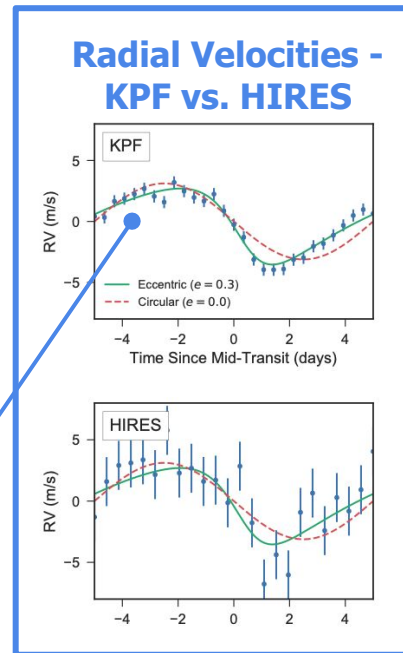 Radial Velocities -
KPF vs. HIRES
KPF
5
0
−5
RV (m/s)
Eccentric (e = 0.3)
Circular (e = 0.0)
−4 −2 0 2 4
Time Since Mid-Transit (days)
HIRES
5
0
−5
RV (m/s)
−4 −2 0 2 4